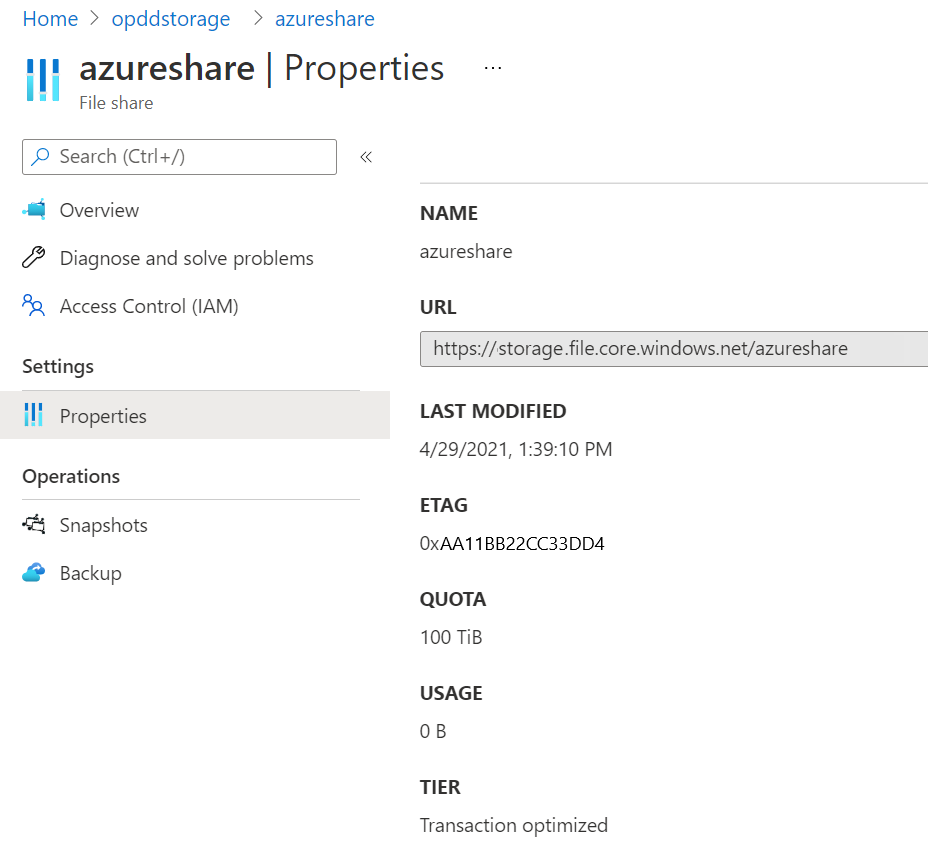 Home > opddstorage > azureshare
azureshare | Properties ...
File share
Search (Ctrl+/) «
Overview
Diagnose and solve problems
Access Control (IAM)
Settings
Properties
Operations
Snapshots
Backup
NAME
azureshare
URL
https://storage.file.core.windows.net/azureshare
LAST MODIFIED
4/29/2021, 1:39:10 PM
ETAG
0xAA11BB22CC33DD4
QUOTA
100 TiB
USAGE
0 B
TIER
Transaction optimized